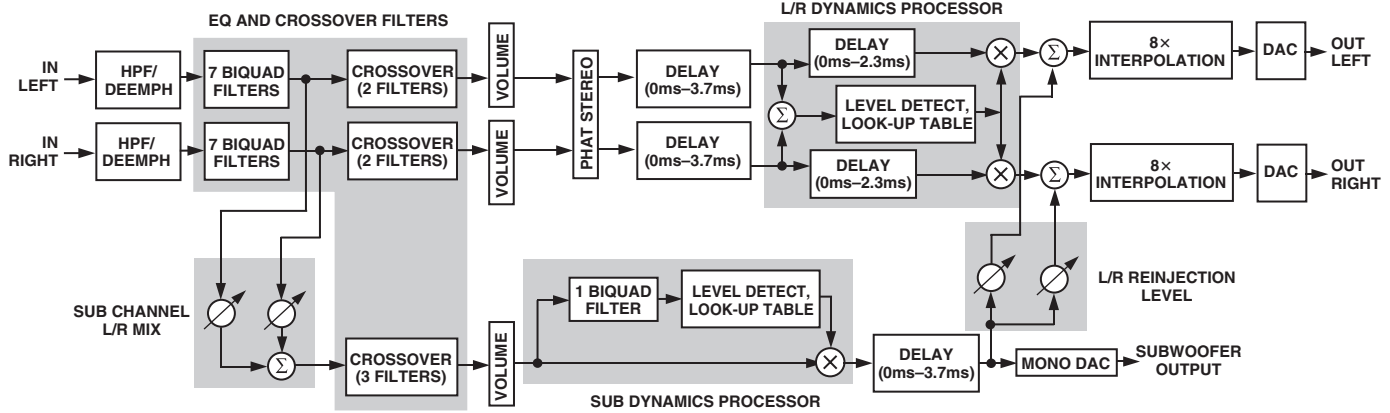 EQ AND CROSSOVER FILTERS
L/R DYNAMICS PROCESSOR
IN
LEFT
HPF/
DEEMPH
7 BIQUAD
FILTERS
CROSSOVER
(2 FILTERS)
VOLUME
PHAT STEREO
DELAY
(0ms–3.7ms)
DELAY
(0ms–2.3ms)
×
Σ
8×
INTERPOLATION
DAC
OUT
LEFT
Σ
LEVEL DETECT,
LOOK-UP TABLE
IN
RIGHT
HPF/
DEEMPH
7 BIQUAD
FILTERS
CROSSOVER
(2 FILTERS)
VOLUME
DELAY
(0ms–3.7ms)
DELAY
(0ms–2.3ms)
×
Σ
8×
INTERPOLATION
DAC
OUT
RIGHT
SUB CHANNEL
L/R MIX
Σ
CROSSOVER
(3 FILTERS)
VOLUME
1 BIQUAD
FILTER
LEVEL DETECT,
LOOK-UP TABLE
×
SUB DYNAMICS PROCESSOR
DELAY
(0ms–3.7ms)
L/R REINJECTION
LEVEL
MONO DAC
SUBWOOFER
OUTPUT